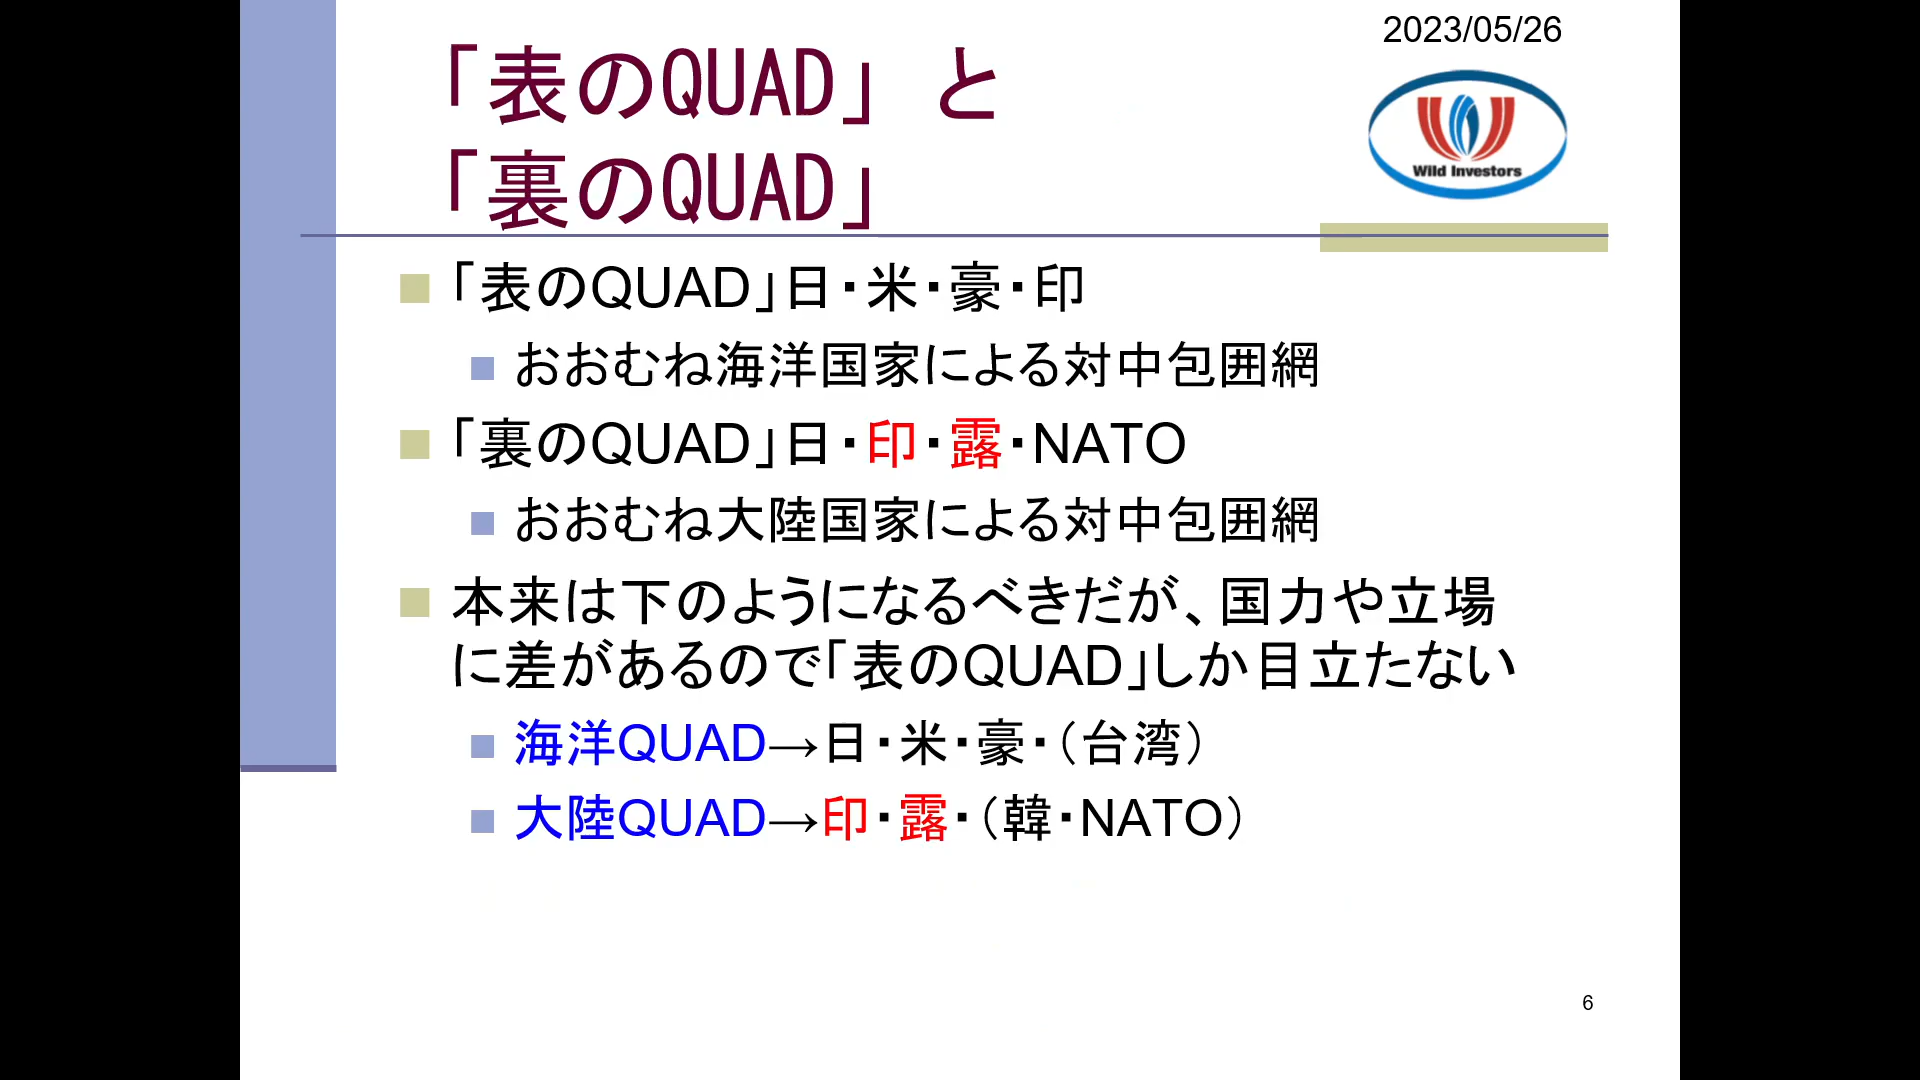 2023/05/26
「表のQUAD」と
「裏のQUAD」
Wild Investors
「表のQUAD」日・米・豪・印
おおむね海洋国家による対中包囲網
「裏のQUAD」日・印・露・NATO
おおむね大陸国家による対中包囲網
本来は下のようになるべきだが、国力や立場
に差があるので「表のQUAD」しか目立たない
海洋QUAD→日・米・豪・（台湾）
大陸QUAD→印・露・（韓・NATO）
6